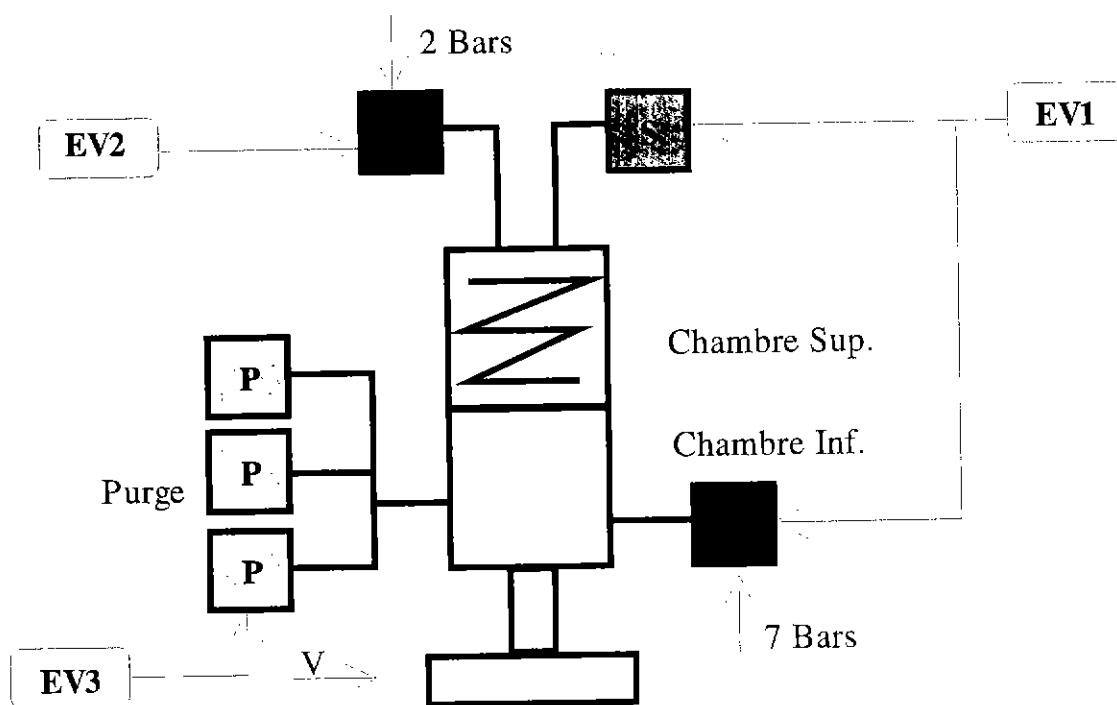 2 Bars
EV2
EV1
Chambre Sup.
P
Chambre Inf.
P
Purge
P
7 Bars
V
EV3